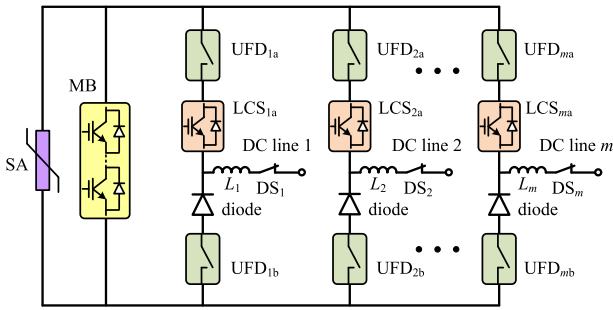 UFD1a
UFD2a
UFDma
MB
LCS1a
LCS2a
LCSma
SA
DC line 1
DC line 2
DC line m
L1
DS1
L2
DS2
Lm
DSm
diode
diode
diode
UFD1b
UFD2b
UFDmb